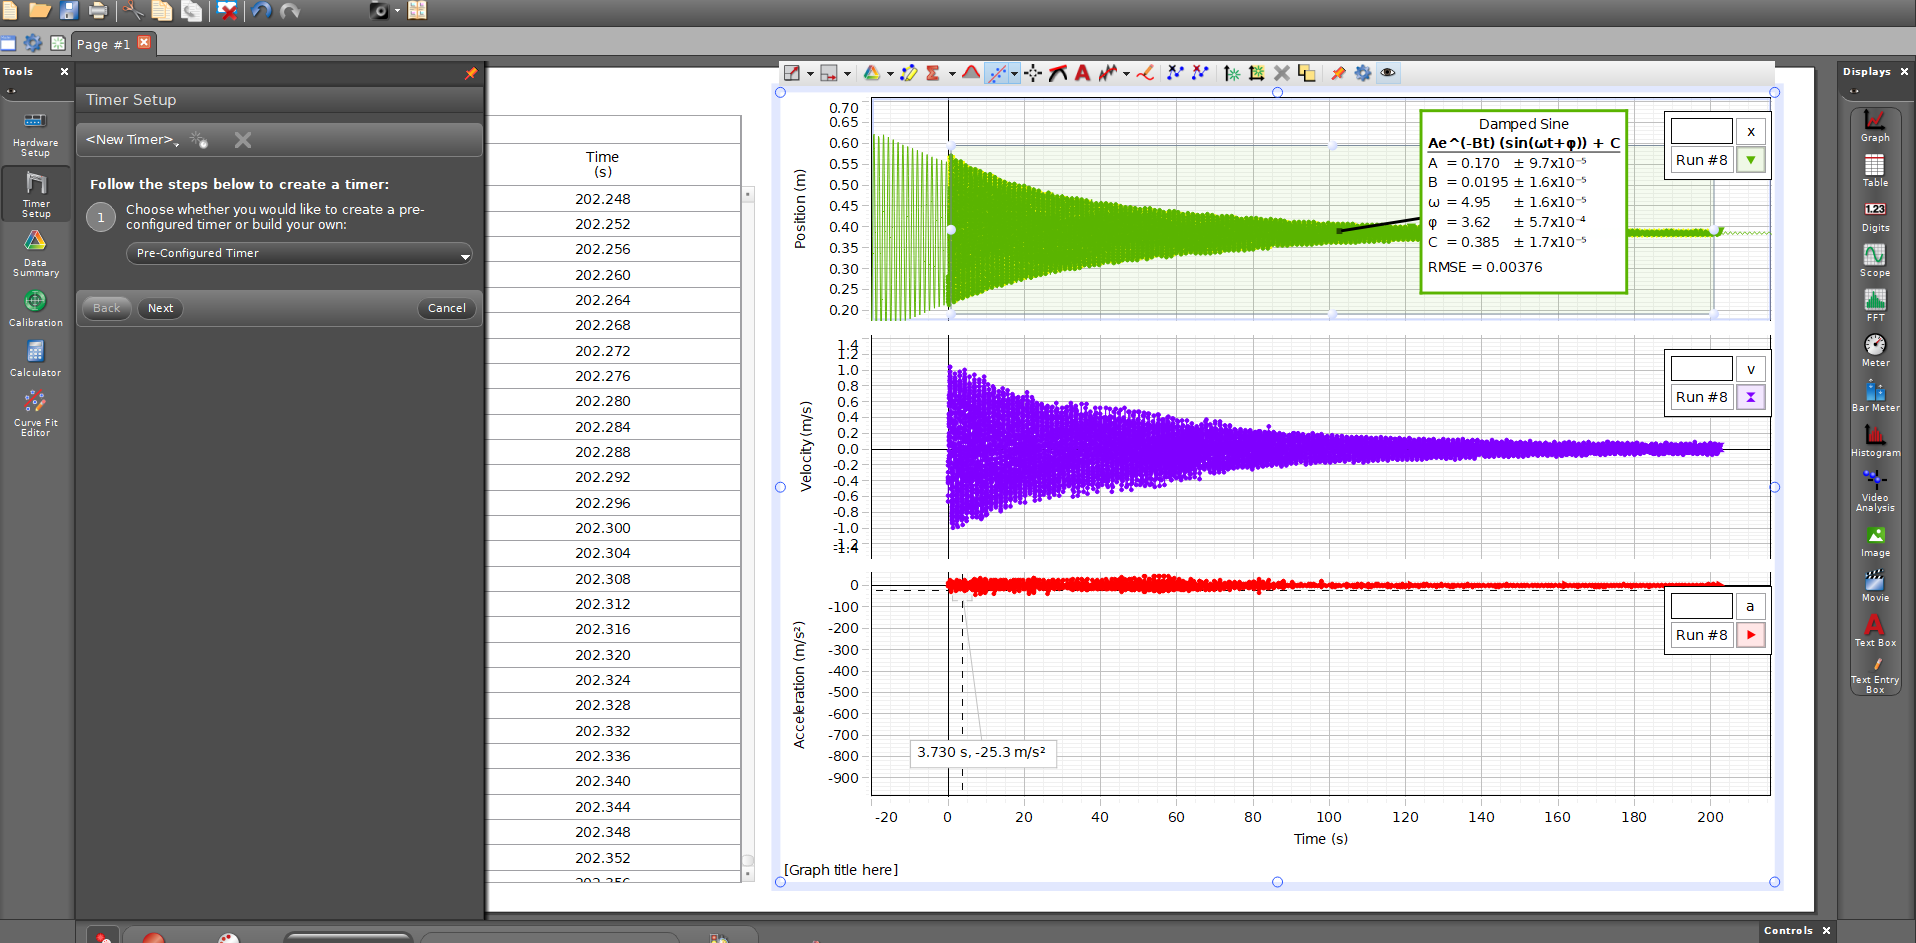 Page #1
Tools
Hardware
Setup
Timer
Setup
Data
Summary
Calibration
Calculator
Curve Fit
Editor
Timer Setup
<New Timer>
Follow the steps below to create a timer:
1
Choose whether you would like to create a pre-
configured timer or build your own:
Pre-Configured Timer
Back
Next
Cancel
Time
(s)
202.248
202.252
202.256
202.260
202.264
202.268
202.272
202.276
202.280
202.284
202.288
202.292
202.296
202.300
202.304
202.308
202.312
202.316
202.320
202.324
202.328
202.332
202.336
202.340
202.344
202.348
202.352
202.356
Position (m)
0.70
0.65
0.60
0.55
0.50
0.45
0.40
0.35
0.30
0.25
0.20
Damped Sine
Ae^(-Bt) (sin(ωt+φ)) + C
A = 0.170 ± 9.7x10⁻⁵
B = 0.0195 ± 1.6x10⁻⁵
ω = 4.95 ± 1.6x10⁻⁵
φ = 3.62 ± 5.7x10⁻⁴
C = 0.385 ± 1.7x10⁻⁵
RMSE = 0.00376
x
Run #8
Velocity (m/s)
1.4
1.2
1.0
0.8
0.6
0.4
0.2
0.0
-0.2
-0.4
-0.6
-0.8
-1.0
-1.2
-1.4
v
Run #8
Acceleration (m/s²)
0
-100
-200
-300
-400
-500
-600
-700
-800
-900
3.730 s, -25.3 m/s²
a
Run #8
-20 0 20 40 60 80 100 120 140 160 180 200
Time (s)
[Graph title here]
Displays
Graph
Table
1.23
Digits
Scope
FFT
Meter
Bar Meter
Histogram
Video
Analysis
Image
Movie
Text Box
Text Entry
Box
Controls